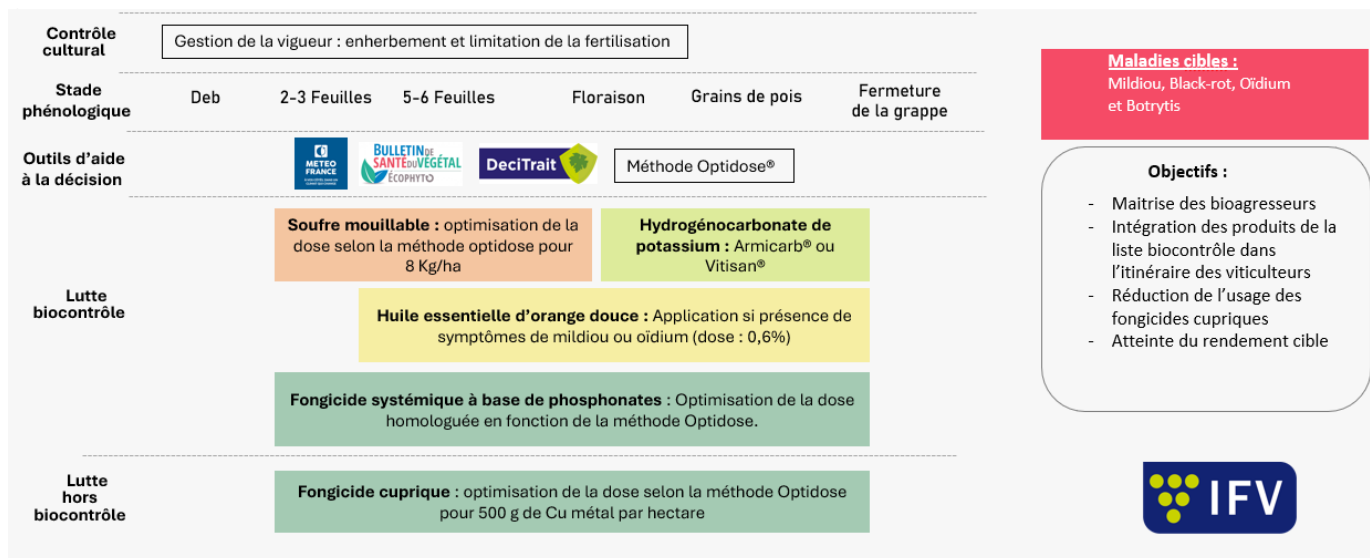 Contrôle
cultural
Gestion de la vigueur : enherbement et limitation de la fertilisation
Stade
phénologique
Deb
2-3 Feuilles
5-6 Feuilles
Floraison
Grains de pois
Fermeture
de la grappe
Outils d'aide
à la décision
METEO
FRANCE
BULLETIN DE
SANTÉ DU VÉGÉTAL
ÉCOPHYTO
DeciTrait
Méthode Optidose®
Lutte
biocontrôle
Soufre mouillable : optimisation de la
dose selon la méthode optidose pour
8 Kg/ha
Hydrogénocarbonate de
potassium : Armicarb® ou
Vitisan®
Huile essentielle d'orange douce : Application si présence de
symptômes de mildiou ou oïdium (dose : 0,6%)
Fongicide systémique à base de phosphonates : Optimisation de la dose
homologuée en fonction de la méthode Optidose.
Lutte
hors
biocontrôle
Fongicide cuprique : optimisation de la dose selon la méthode Optidose
pour 500 g de Cu métal par hectare
Maladies cibles :
Mildiou, Black-rot, Oïdium
et Botrytis
Objectifs :
- Maitrise des bioagresseurs
- Intégration des produits de la
liste biocontrôle dans
l'itinéraire des viticulteurs
- Réduction de l'usage des
fongicides cupriques
- Atteinte du rendement cible
IFV